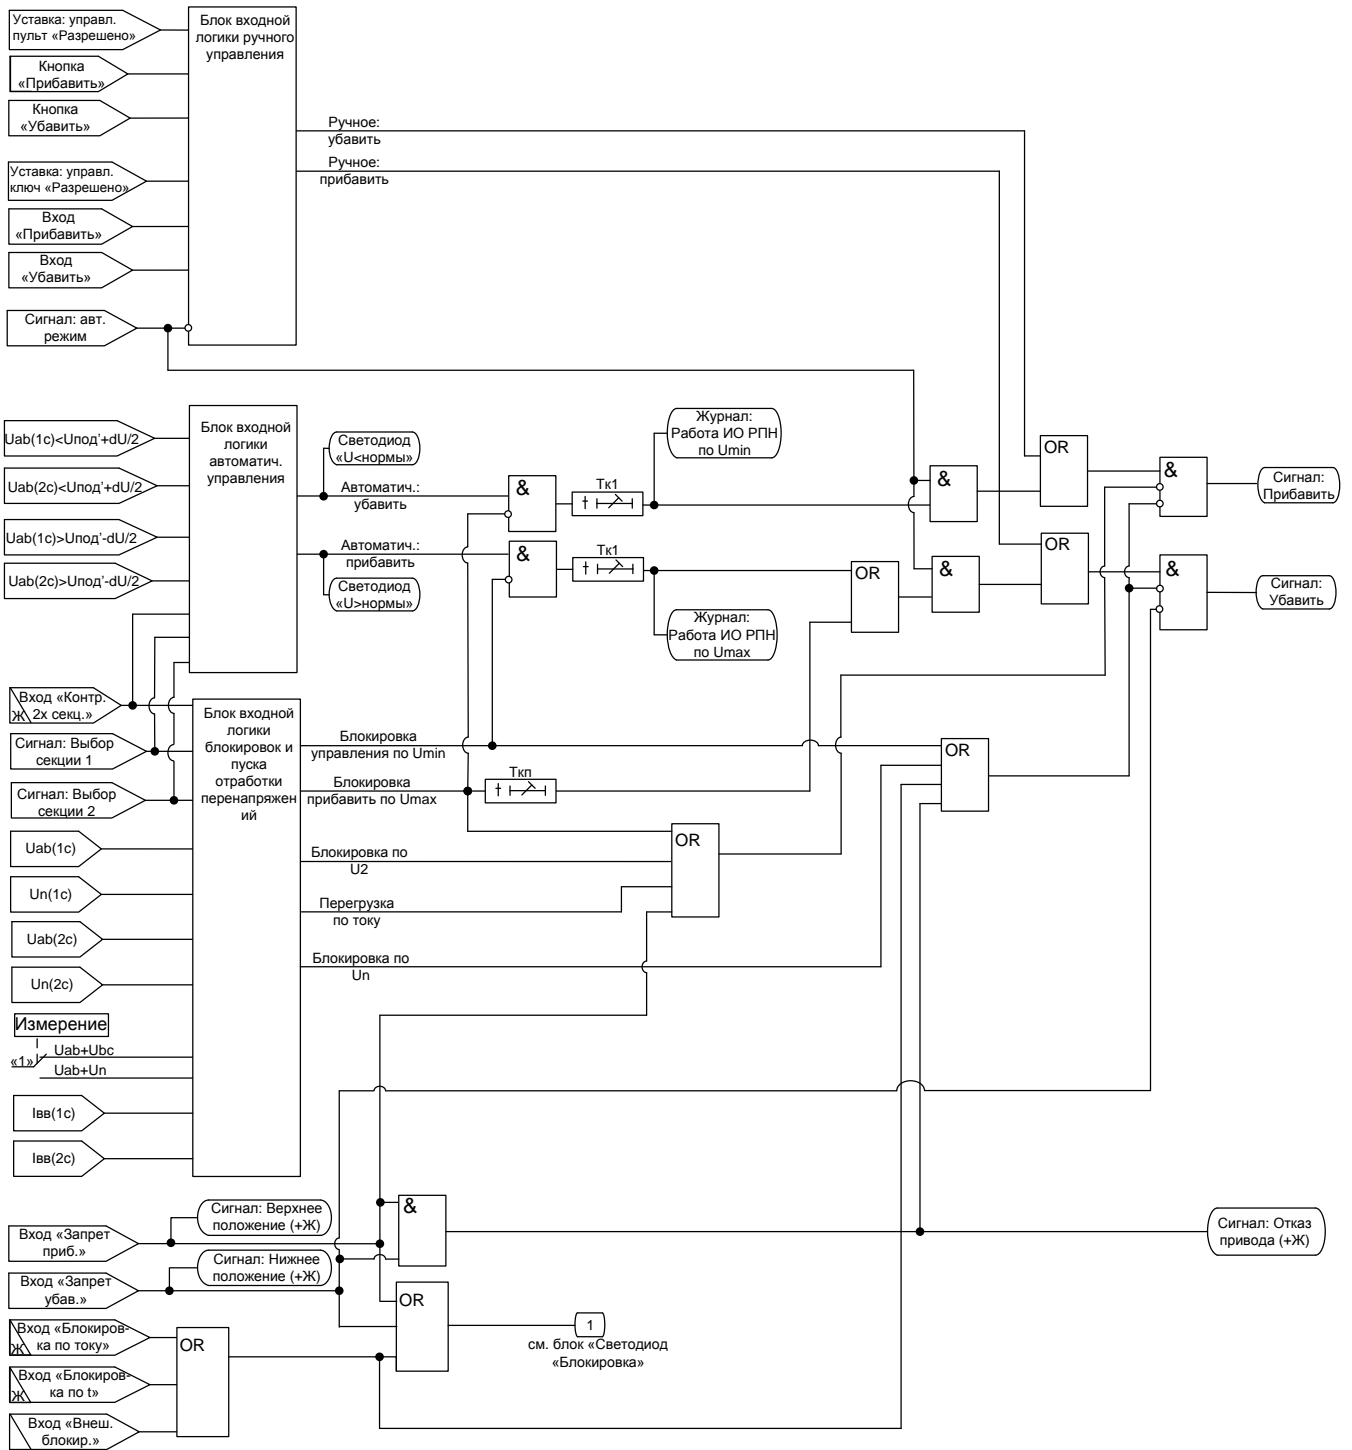 Уставка: управл.
пульт «Разрешено»
Кнопка
«Прибавить»
Кнопка
«Убавить»
Уставка: управл.
ключ «Разрешено»
Вход
«Прибавить»
Вход
«Убавить»
Сигнал: авт.
режим
Блок входной
логики ручного
управления
Ручное:
убавить
Ручное:
прибавить
Uab(1c)<Uпод’+dU/2
Uab(2c)<Uпод’+dU/2
Uab(1c)>Uпод’-dU/2
Uab(2c)>Uпод’-dU/2
Блок входной
логики
автоматич.
управления
Светодиод
«U<нормы»
Автоматич.:
убавить
Автоматич.:
прибавить
Светодиод
«U>нормы»
&
&
Тк1
Тк1
Журнал:
Работа ИО РПН
по Umin
Журнал:
Работа ИО РПН
по Umax
OR
&
&
OR
OR
&
&
Сигнал:
Прибавить
Сигнал:
Убавить
Вход «Контр.
Ж 2х секц.»
Сигнал: Выбор
секции 1
Сигнал: Выбор
секции 2
Uab(1c)
Un(1c)
Uab(2c)
Un(2c)
Измерение
«1»
Uab+Ubc
Uab+Un
Iвв(1с)
Iвв(2с)
Блок входной
логики
блокировок и
пуска
отработки
перенапряжен
ий
Блокировка
управления по Umin
Блокировка
прибавить по Umax
Ткп
Блокировка по
U2
Перегрузка
по току
Блокировка по
Un
OR
OR
Вход «Запрет
приб.»
Вход «Запрет
убав.»
Сигнал: Верхнее
положение (+Ж)
Сигнал: Нижнее
положение (+Ж)
&
OR
Сигнал: Отказ
привода (+Ж)
1
см. блок «Светодиод
«Блокировка»
Вход «Блокиров-
Ж ка по току»
Вход «Блокиров-
Ж ка по t»
Вход «Внеш.
блокир.»
OR